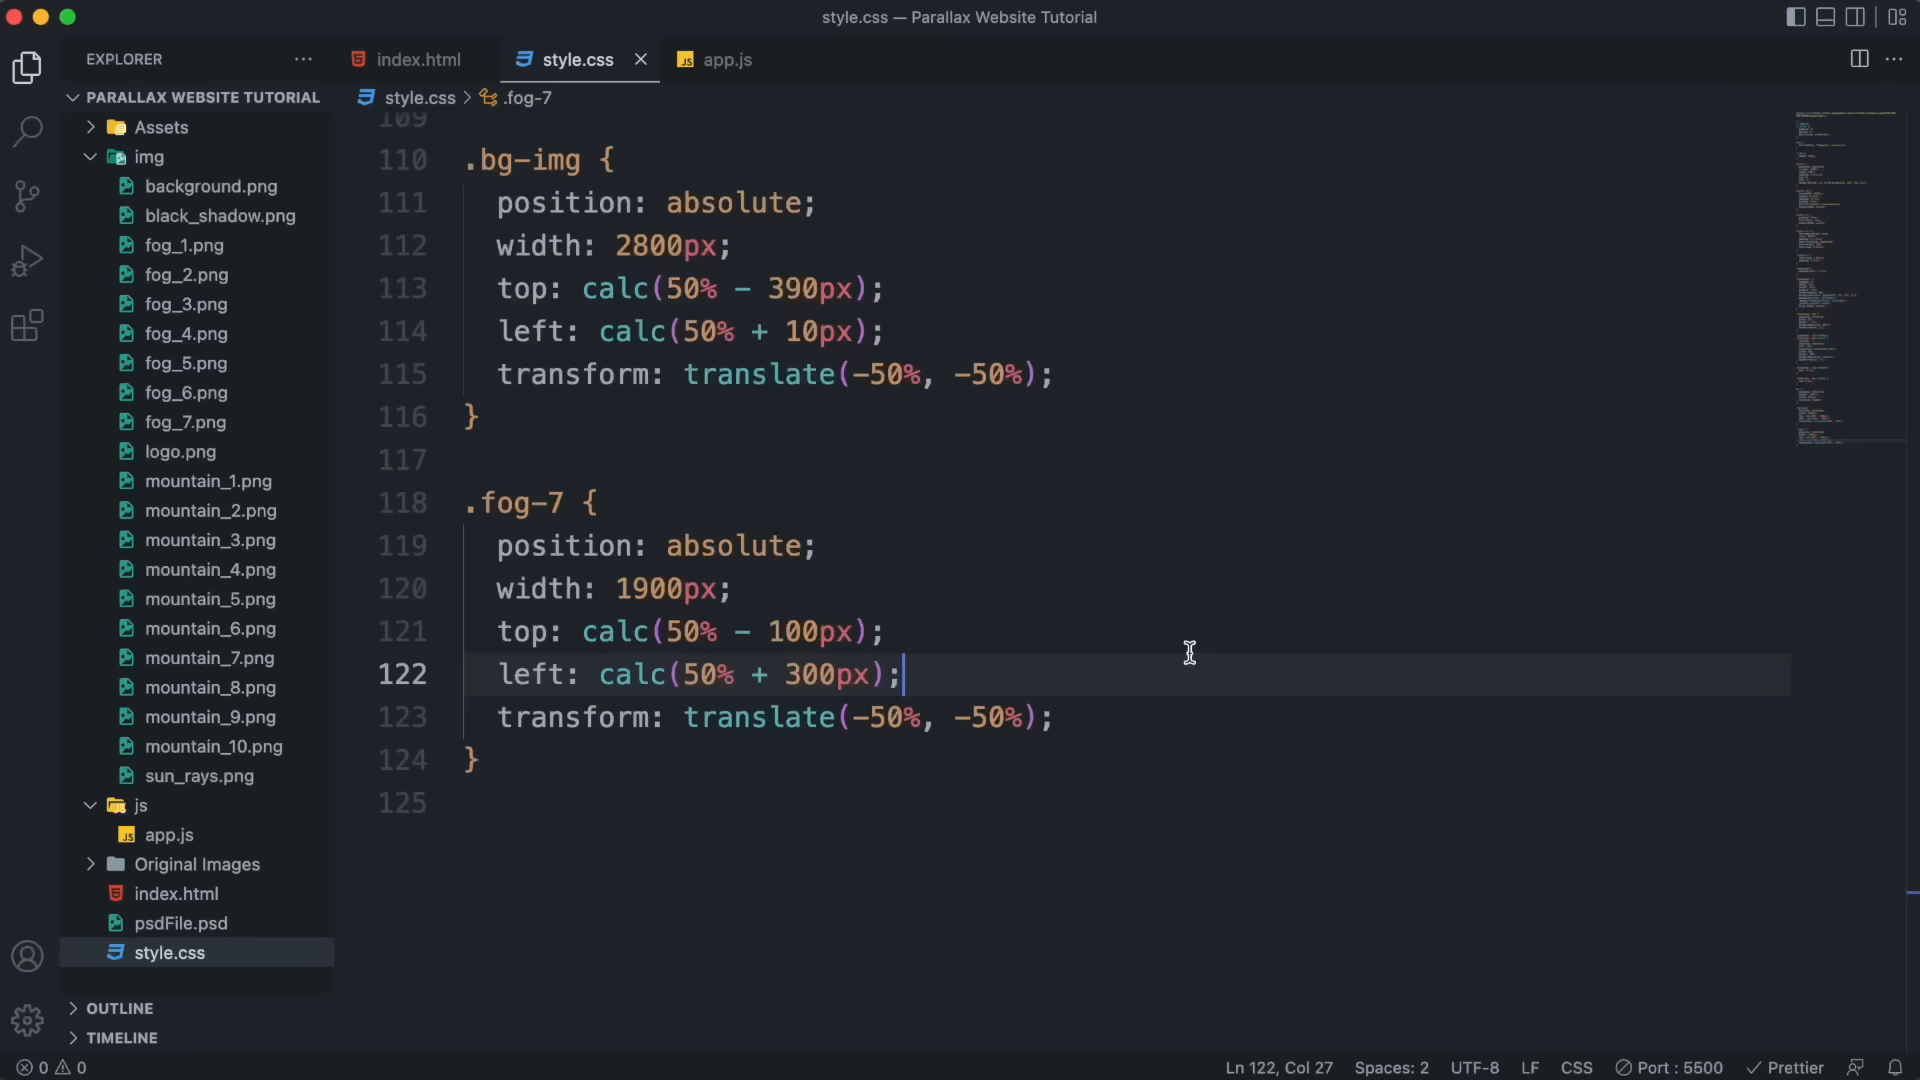 style.css — Parallax Website Tutorial
EXPLORER
index.html
style.css
app.js
PARALLAX WEBSITE TUTORIAL
style.css > .fog-7
Assets
img
background.png
black_shadow.png
fog_1.png
fog_2.png
fog_3.png
fog_4.png
fog_5.png
fog_6.png
fog_7.png
logo.png
mountain_1.png
mountain_2.png
mountain_3.png
mountain_4.png
mountain_5.png
mountain_6.png
mountain_7.png
mountain_8.png
mountain_9.png
mountain_10.png
sun_rays.png
js
app.js
Original Images
index.html
psdFile.psd
style.css
OUTLINE
TIMELINE
109
110 .bg-img {
111 position: absolute;
112 width: 2800px;
113 top: calc(50% - 390px);
114 left: calc(50% + 10px);
115 transform: translate(-50%, -50%);
116 }
117
118 .fog-7 {
119 position: absolute;
120 width: 1900px;
121 top: calc(50% - 100px);
122 left: calc(50% + 300px);
123 transform: translate(-50%, -50%);
124 }
125
0 0
Ln 122, Col 27
Spaces: 2
UTF-8
LF
CSS
Port : 5500
Prettier